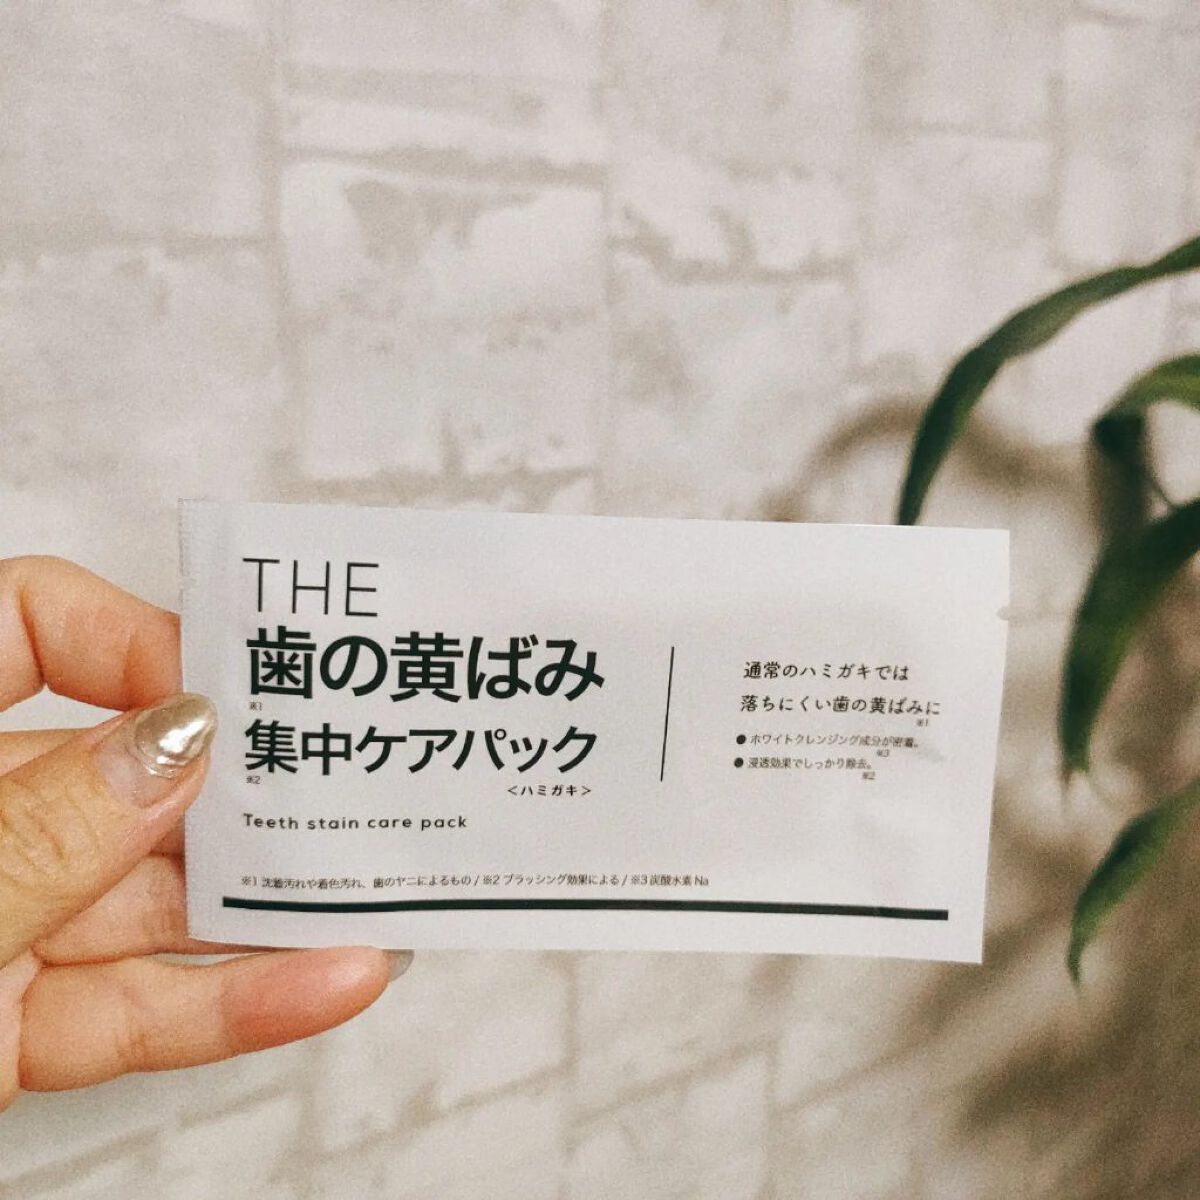 THE
歯の黄ばみ
※1
集中ケアパック
※2
<ハミガキ>
Teeth stain care pack
通常のハミガキでは
落ちにくい歯の黄ばみに
※1
●ホワイトクレンジング成分が密着。
※3
●浸透効果でしっかり除去。
※2
※1 沈着汚れや着色汚れ、歯のヤニによるもの / ※2 ブラッシング効果による / ※3 炭酸水素 Na